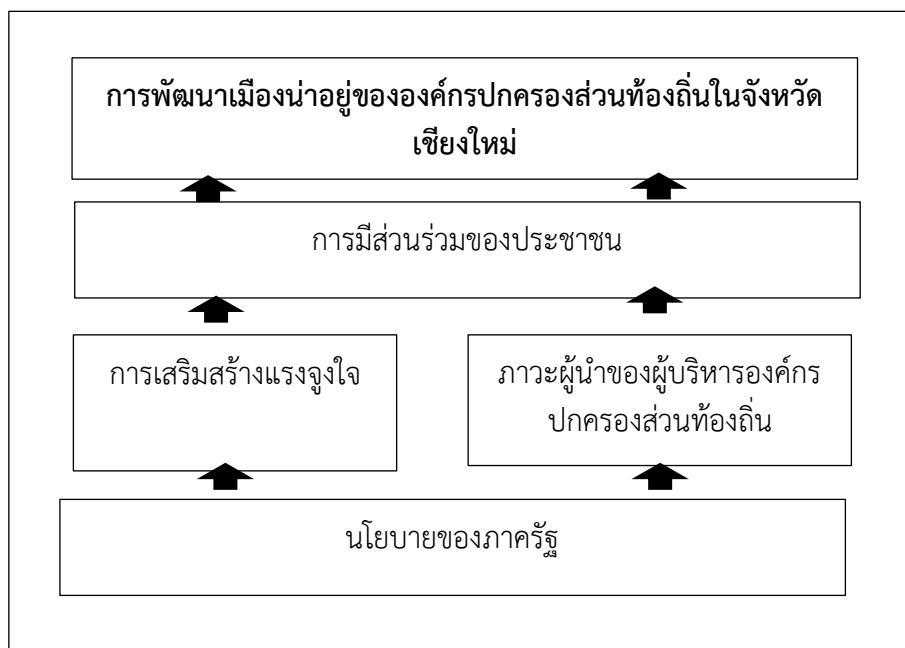 การพัฒนาเมืองน่าอยู่ขององค์กรปกครองส่วนท้องถิ่นในจังหวัด
เชียงใหม่
การมีส่วนร่วมของประชาชน
การเสริมสร้างแรงจูงใจ
ภาวะผู้นำของผู้บริหารองค์กร
ปกครองส่วนท้องถิ่น
นโยบายของภาครัฐ